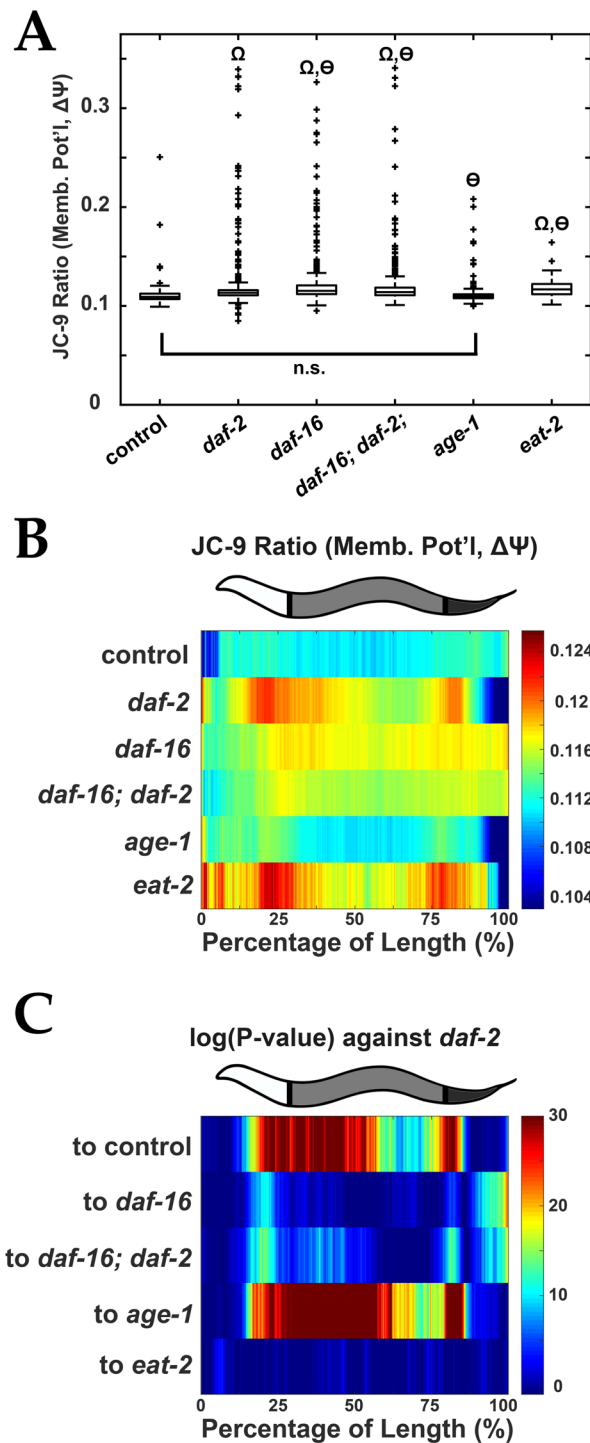 A
JC-9 Ratio (Memb. Pot'l, ΔΨ)
0.3
0.2
0.1
0
Ω
Ω,ɵ
Ω,ɵ
ɵ
Ω,ɵ
n.s.
control
daf-2
daf-16
daf-16; daf-2;
age-1
eat-2
B
JC-9 Ratio (Memb. Pot'l, ΔΨ)
control
daf-2
daf-16
daf-16; daf-2
age-1
eat-2
0.124
0.12
0.116
0.112
0.108
0.104
0 25 50 75 100
Percentage of Length (%)
C
log(P-value) against daf-2
to control
to daf-16
to daf-16; daf-2
to age-1
to eat-2
30
20
10
0
0 25 50 75 100
Percentage of Length (%)